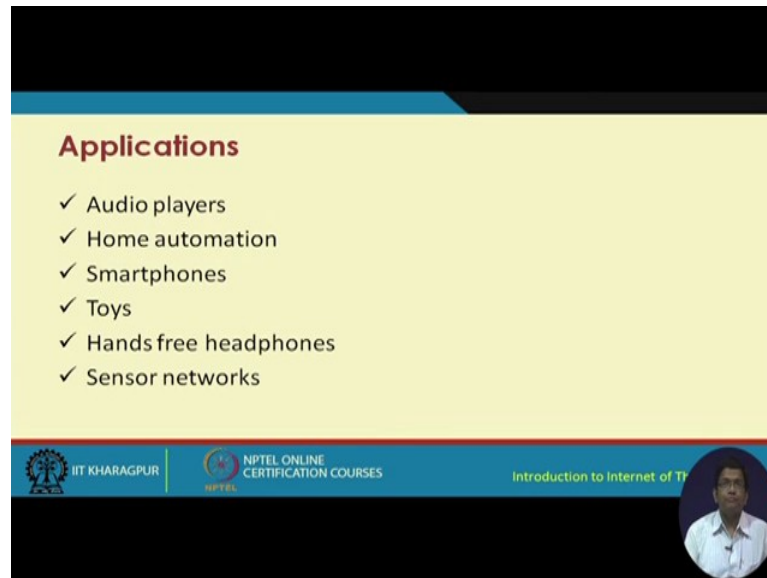 Applications
✓ Audio players
✓ Home automation
✓ Smartphones
✓ Toys
✓ Hands free headphones
✓ Sensor networks
IIT KHARAGPUR
NPTEL ONLINE
CERTIFICATION COURSES
NPTEL
Introduction to Internet of Th